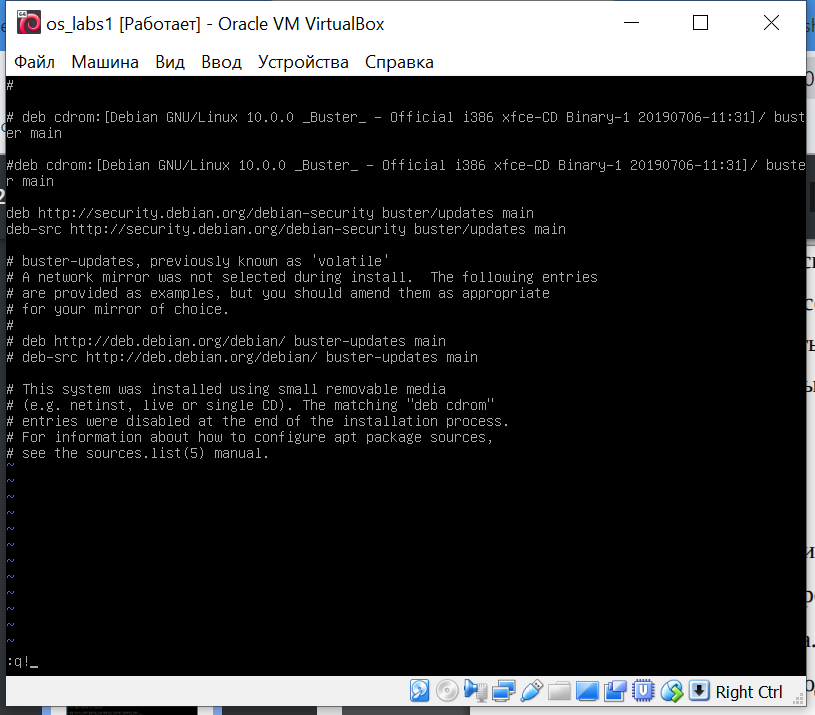 os_labs1 [Работает] - Oracle VM VirtualBox
Файл Машина Вид Ввод Устройства Справка
#
# deb cdrom:[Debian GNU/Linux 10.0.0 _Buster_ - Official i386 xfce-CD Binary-1 20190706-11:31]/ bust
er main
#deb cdrom:[Debian GNU/Linux 10.0.0 _Buster_ - Official i386 xfce-CD Binary-1 20190706-11:31]/ buste
r main
deb http://security.debian.org/debian-security buster/updates main
deb-src http://security.debian.org/debian-security buster/updates main
# buster-updates, previously known as 'volatile'
# A network mirror was not selected during install.  The following entries
# are provided as examples, but you should amend them as appropriate
# for your mirror of choice.
#
# deb http://deb.debian.org/debian/ buster-updates main
# deb-src http://deb.debian.org/debian/ buster-updates main
# This system was installed using small removable media
# (e.g. netinst, live or single CD). The matching "deb cdrom"
# entries were disabled at the end of the installation process.
# For information about how to configure apt package sources,
# see the sources.list(5) manual.
~
~
~
~
~
~
~
~
~
~
~
~
:q!_
Right Ctrl